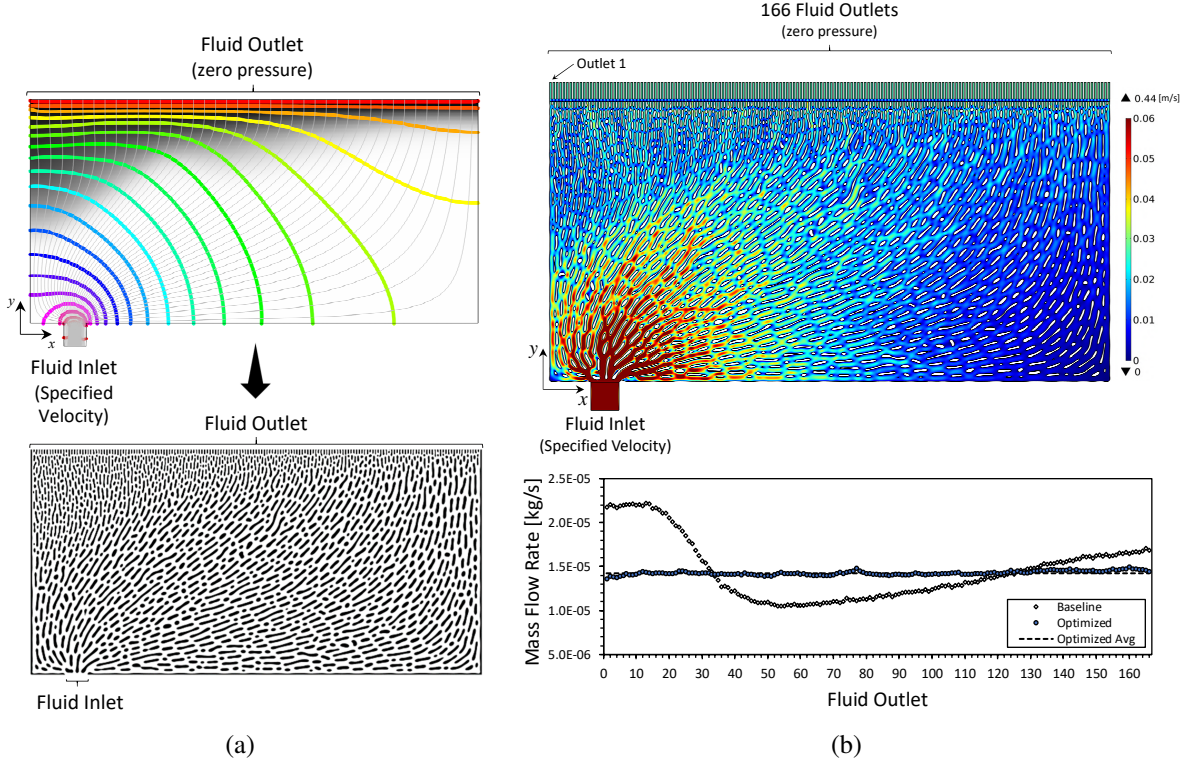 Fluid Outlet
(zero pressure)
y
x
Fluid Inlet
(Specified
Velocity)
Fluid Outlet
Fluid Inlet
(a)
166 Fluid Outlets
(zero pressure)
Outlet 1
0.44 [m/s]
0.06
0.05
0.04
0.03
0.02
0.01
0
0
y
x
Fluid Inlet
(Specified Velocity)
Mass Flow Rate [kg/s]
2.5E-05
2.0E-05
1.5E-05
1.0E-05
5.0E-06
Baseline
Optimized
Optimized Avg
0 10 20 30 40 50 60 70 80 90 100 110 120 130 140 150 160
Fluid Outlet
(b)